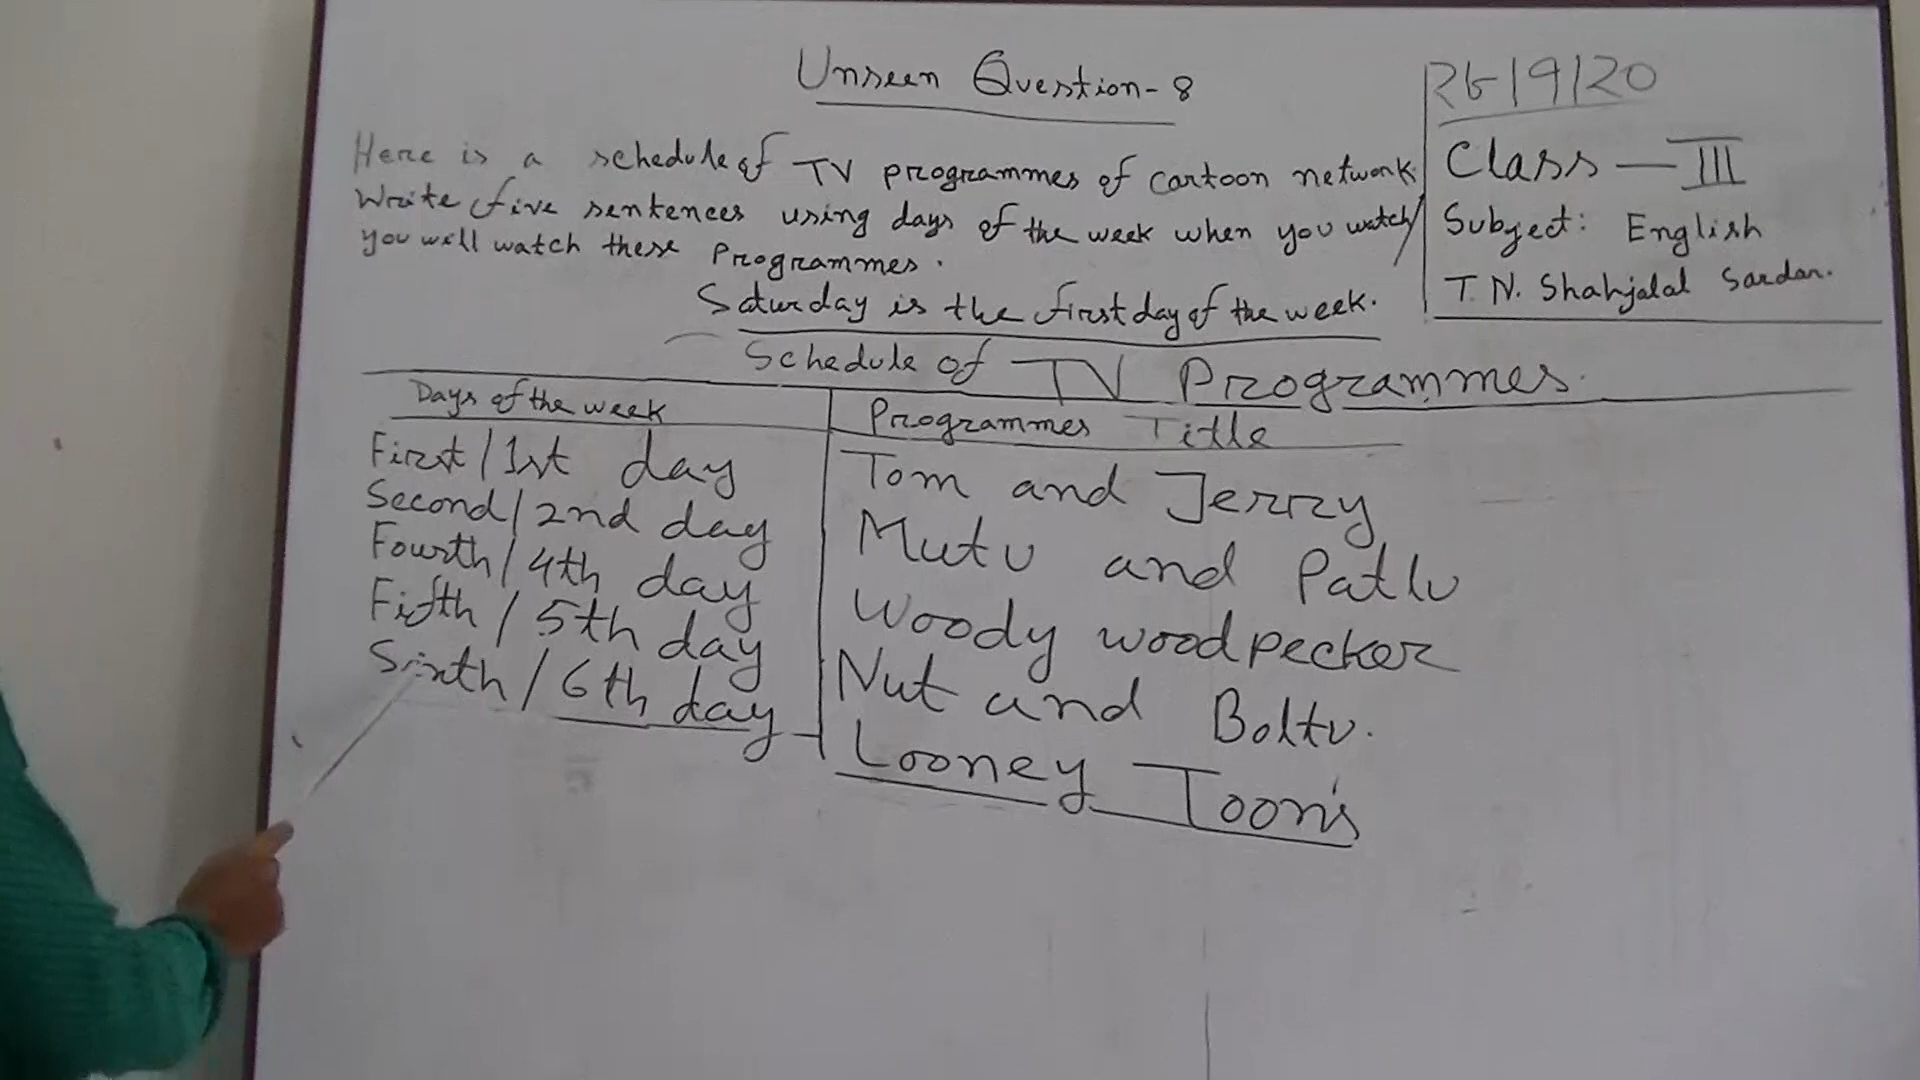 Unseen Question-8
Here is a schedule of TV programmes of cartoon network.
Write five sentences using days of the week when you watch/
you will watch these programmes.
Saturday is the first day of the week.
26/9/20
Class — III
Subject: English
T.N. Shahjalal Sardar.
Schedule of TV Programmes.
Days of the week
Programmes Title
First/1st day
Tom and Jerry
Second/2nd day
Mutu and Patlu
Fourth/4th day
Woody woodpecker
Fifth/5th day
Nut and Boltu.
Sixth/6th day
Looney Toon's